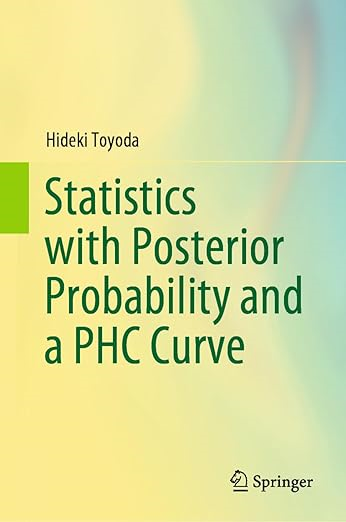 Hideki Toyoda
Statistics
with Posterior
Probability and
a PHC Curve
Springer